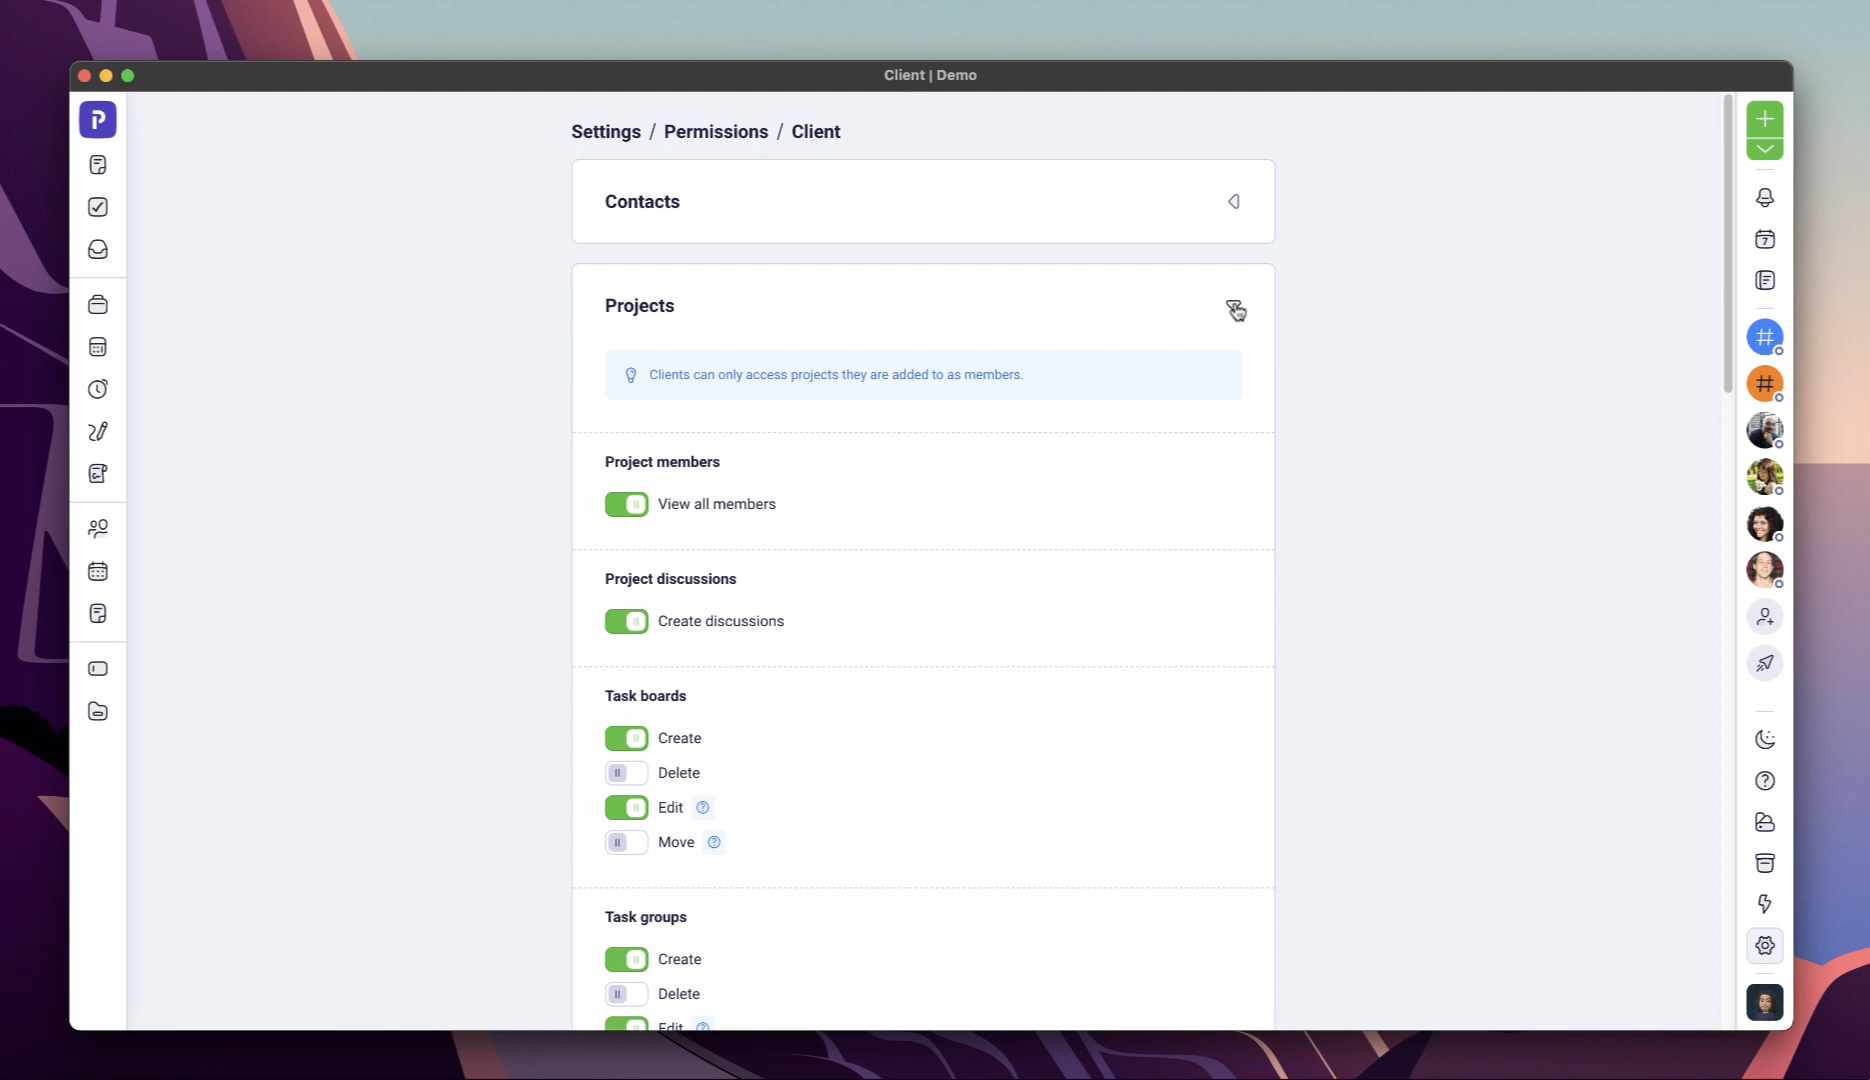 Client | Demo
Settings / Permissions / Client
Contacts
Projects
Clients can only access projects they are added to as members.
Project members
View all members
Project discussions
Create discussions
Task boards
Create
Delete
Edit
Move
Task groups
Create
Delete
Edit
7